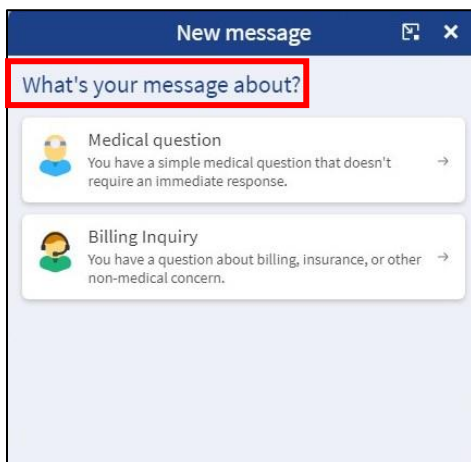 New message
What's your message about?
Medical question
You have a simple medical question that doesn't
require an immediate response.
Billing Inquiry
You have a question about billing, insurance, or other
non-medical concern.